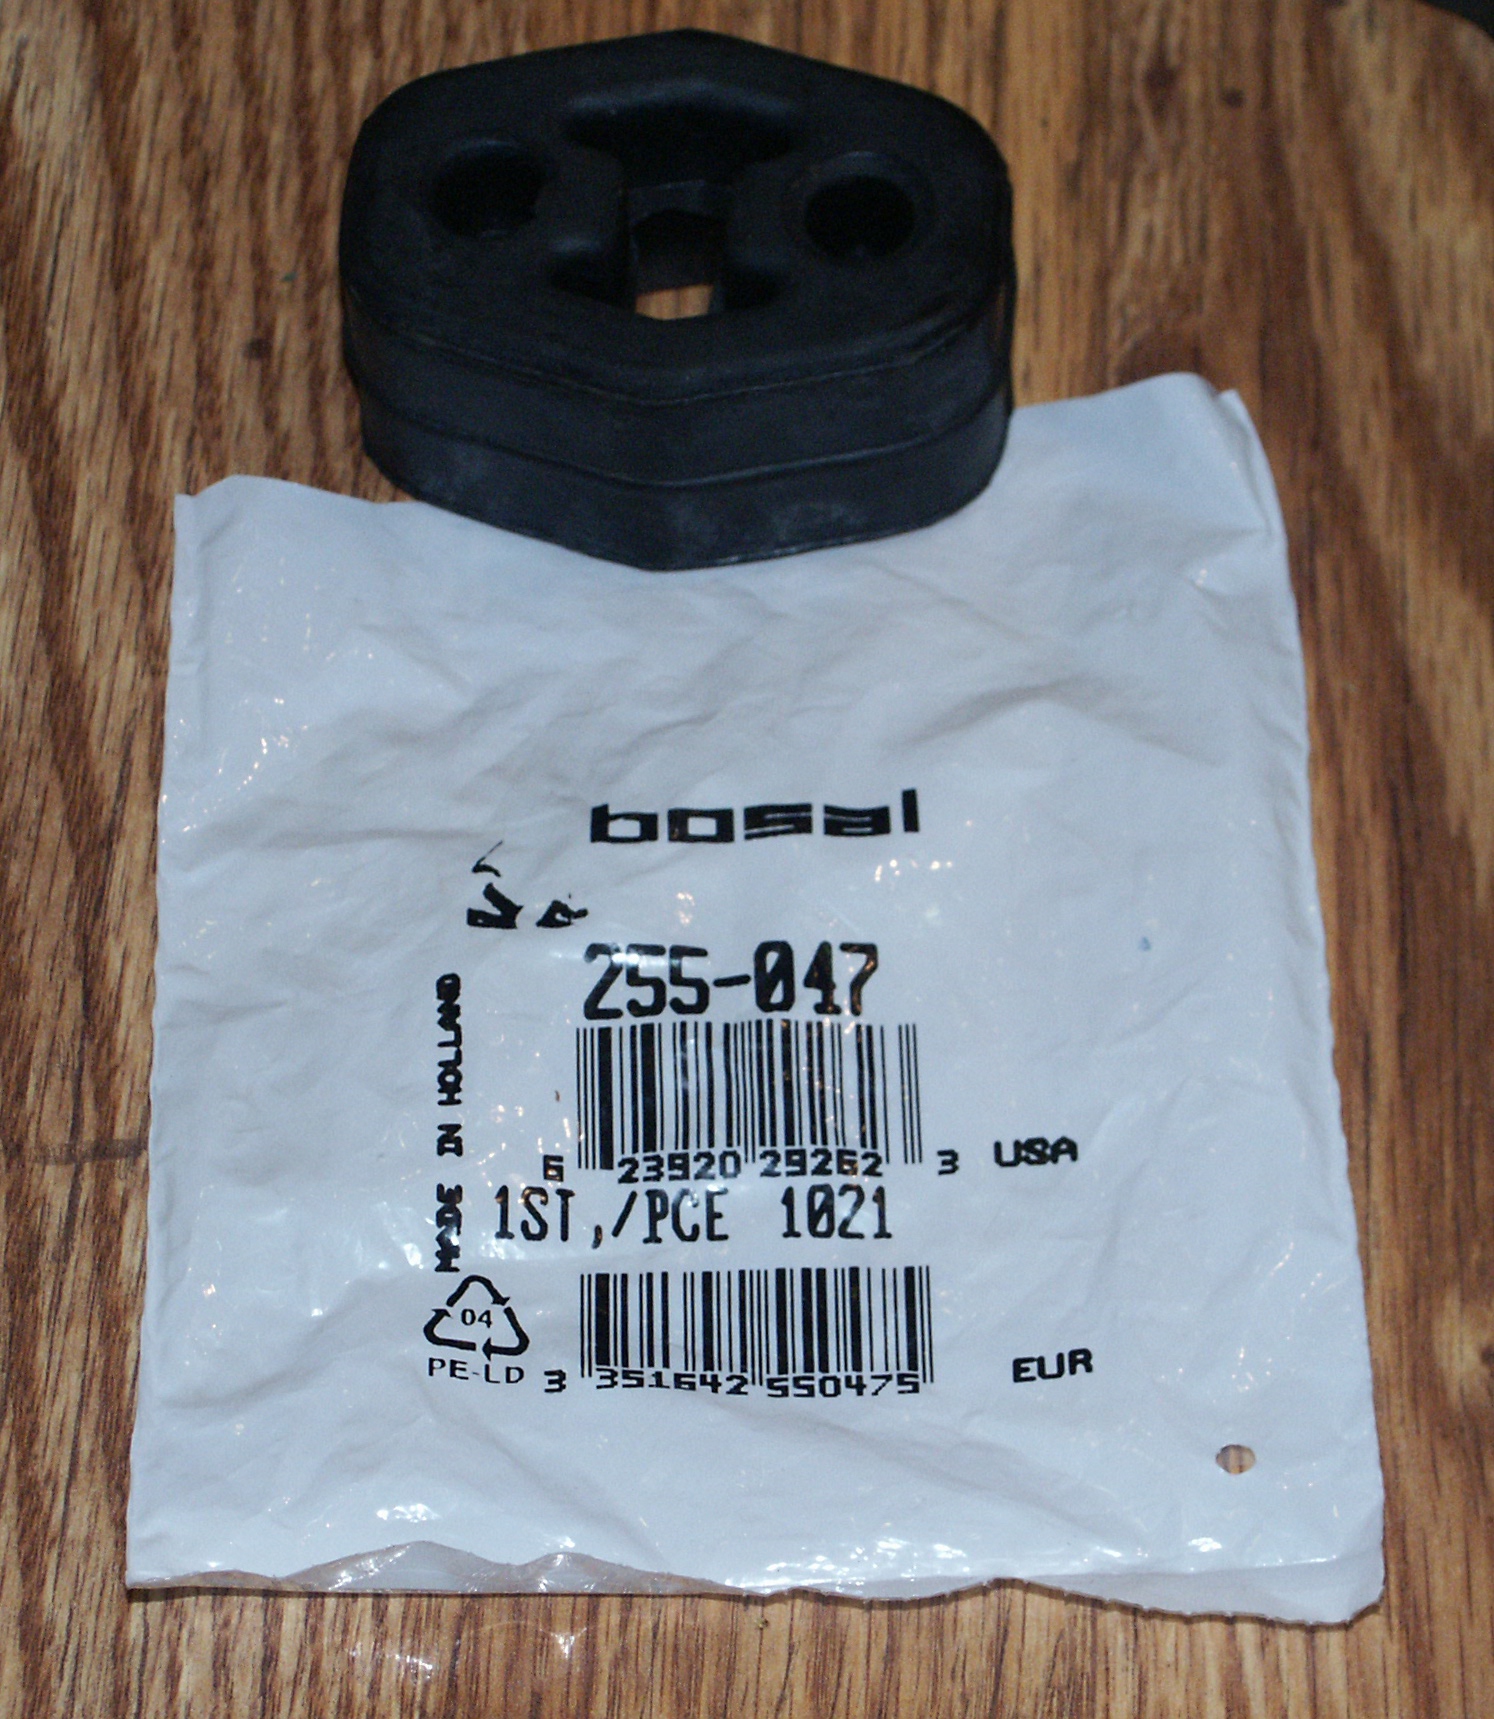 bosal
255-047
MADE IN HOLLAND
6 23920 29262 3 USA
1ST,/PCE 1021
04
PE-LD
3 351642 550475 EUR